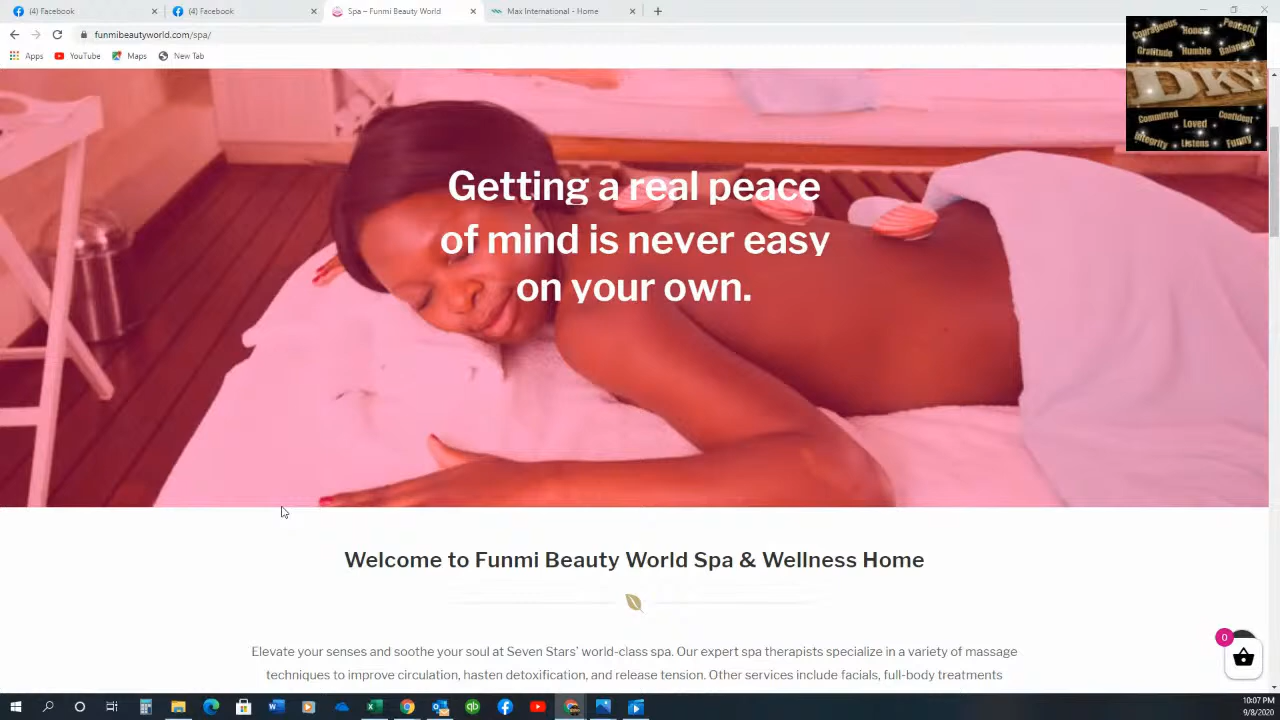 (4) Facebook
(4) Facebook
Spa – Funmi Beauty World
Max International - Home
funmibeautyworld.com/spa/
Apps
YouTube
Maps
New Tab
Courageous Honest Peaceful
Gratitude Humble Balanced
DKW
Committed Loved Confident
Integrity Listens Funny
Getting a real peace
of mind is never easy
on your own.
Welcome to Funmi Beauty World Spa & Wellness Home
Elevate your senses and soothe your soul at Seven Stars' world-class spa. Our expert spa therapists specialize in a variety of massage
techniques to improve circulation, hasten detoxification, and release tension. Other services include facials, full-body treatments
0
10:07 PM
9/8/2020